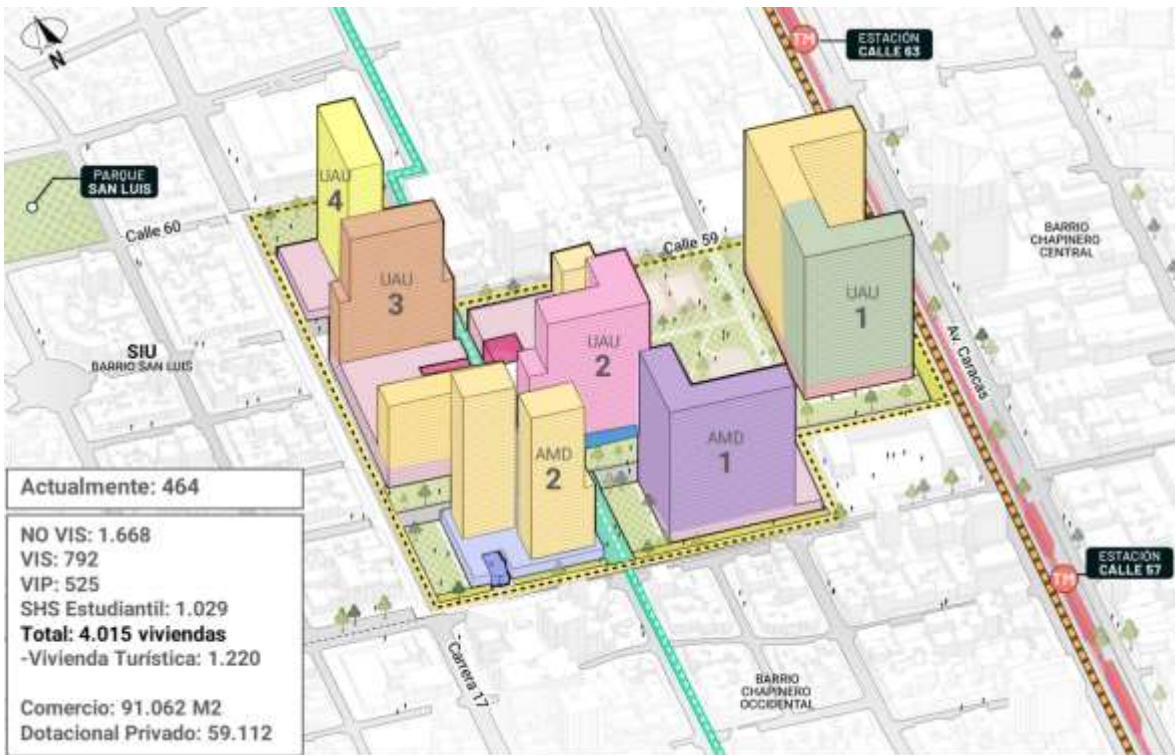 N
ESTACIÓN
CALLE 63
PARQUE
SAN LUIS
UAU
4
Calle 60
Calle 59
BARRIO
CHAPINERO
CENTRAL
UAU
3
UAU
1
UAU
2
SIU
BARRIO SAN LUIS
Av. Caracas
AMD
1
AMD
2
Actualmente: 464
NO VIS: 1.668
VIS: 792
VIP: 525
SHS Estudiantil: 1.029
Total: 4.015 viviendas
-Vivienda Turística: 1.220
Comercio: 91.062 M2
Dotacional Privado: 59.112
TM
ESTACIÓN
CALLE 57
TM
Carrera 17
BARRIO
CHAPINERO
OCCIDENTAL